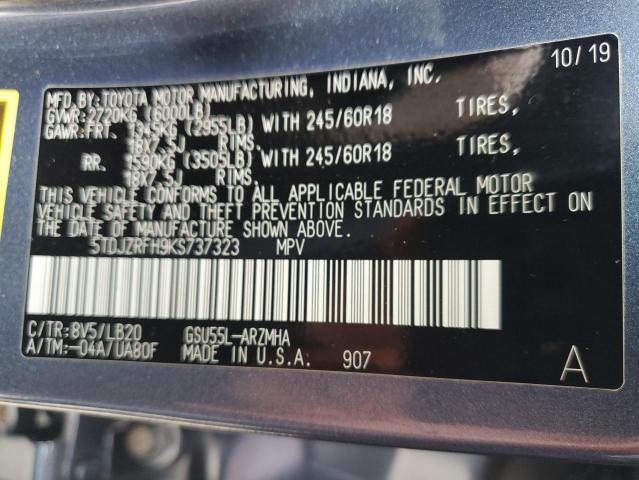 10/19
MFD.BY:TOYOTA MOTOR MANUFACTURING, INDIANA, INC.
GVWR:2720KG (6000LB)
GAWR:FRT. 1345KG (2955LB) WITH 245/60R18 TIRES,
18X7.5J RIMS.
RR. 1590KG (3505LB) WITH 245/60R18 TIRES,
18X7.5J RIMS.
THIS VEHICLE CONFORMS TO ALL APPLICABLE FEDERAL MOTOR
VEHICLE SAFETY AND THEFT PREVENTION STANDARDS IN EFFECT ON
THE DATE OF MANUFACTURE SHOWN ABOVE.
5TDJZRFH9KS737323 MPV
C/TR:8V5/LB20 GSU55L-ARZMHA
A/TM:-04A/UA80F MADE IN U.S.A. 907 A